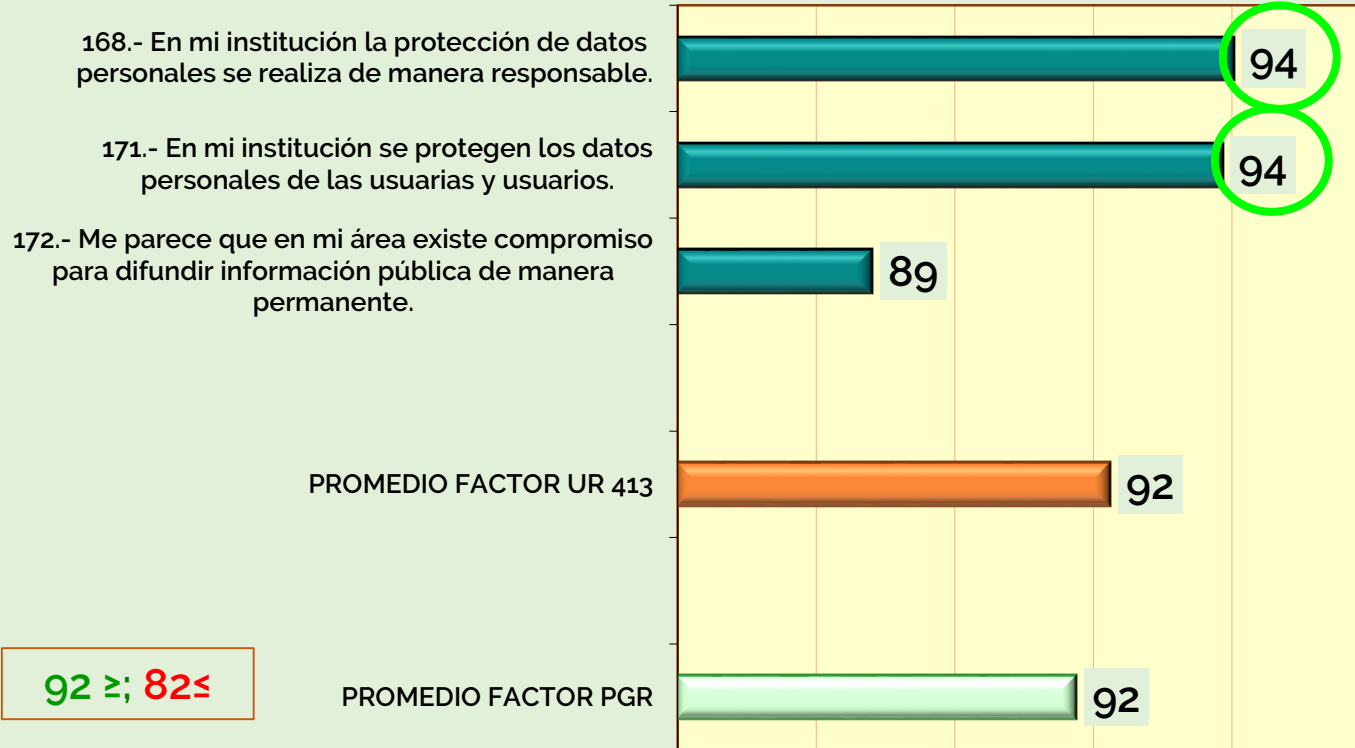 168.- En mi institución la protección de datos
personales se realiza de manera responsable.
94
171.- En mi institución se protegen los datos
personales de las usuarias y usuarios.
94
172.- Me parece que en mi área existe compromiso
para difundir información pública de manera
permanente.
89
PROMEDIO FACTOR UR 413
92
92 ≥; 82≤
PROMEDIO FACTOR PGR
92